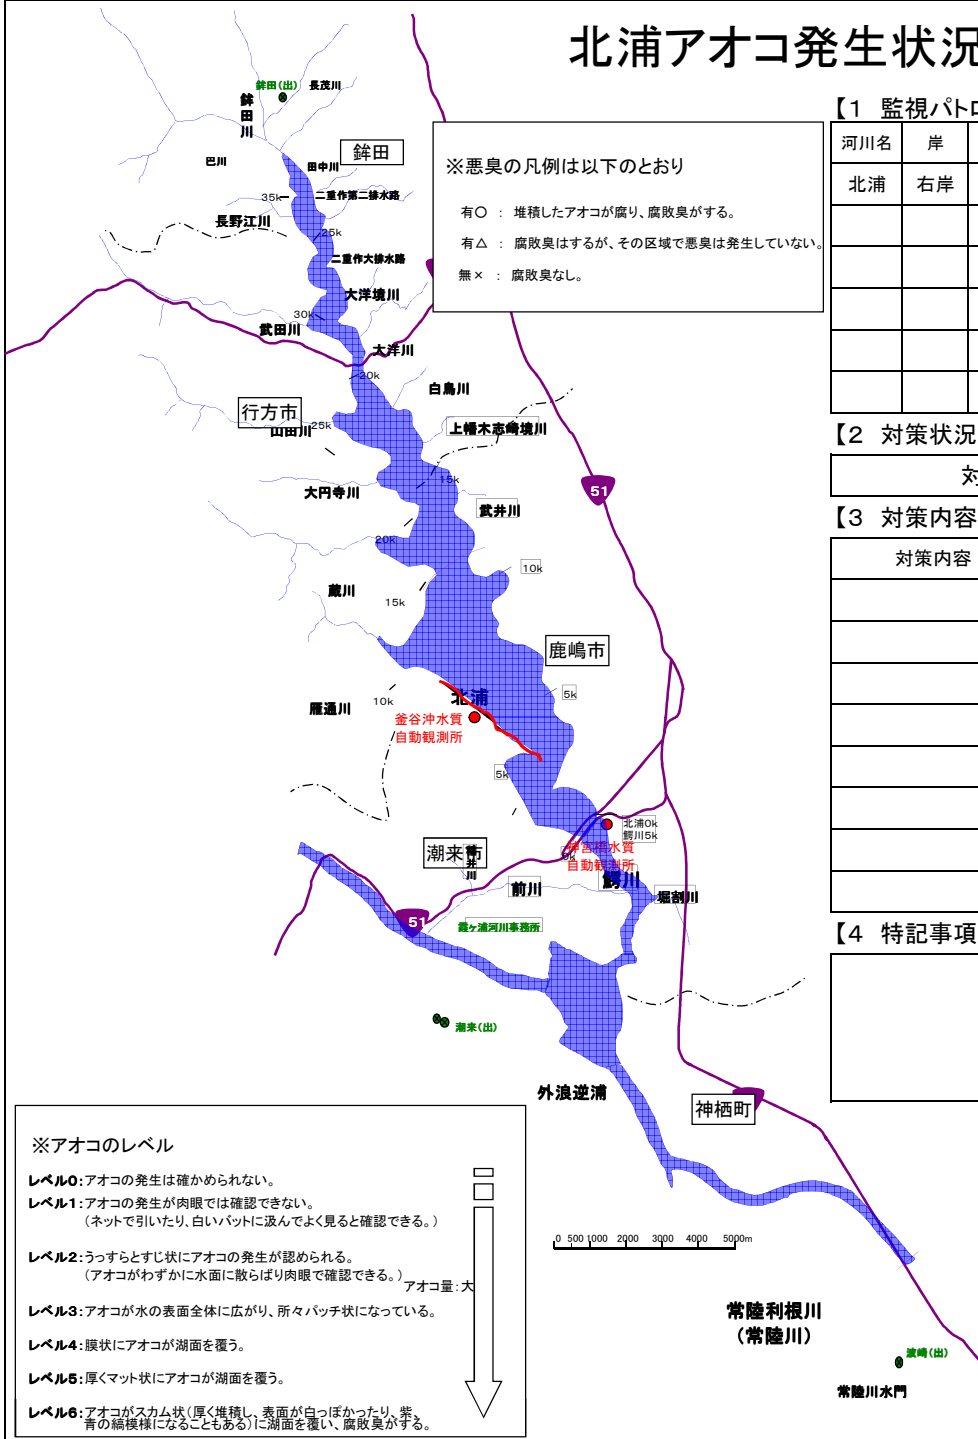 北浦アオコ発生状況
鉾田(出)
長茂川
鉾田川
巴川
田中川
鉾田
35k
二重作第二排水路
長野江川
25k
二重作大排水路
大洋境川
30k
武田川
大洋川
20k
白鳥川
行方市
山田川
25k
上幡木志崎境川
大円寺川
15k
武井川
51
20k
10k
蔵川
15k
鹿嶋市
5k
雁通川
10k
北浦
釜谷沖水質
自動観測所
5k
北浦0k
鰐川5k
神宮橋水質
自動観測所
0k
潮来市
鰐川
前川
堀割川
51
霞ヶ浦河川事務所
潮来(出)
外浪逆浦
神栖町
0 500 1000 2000 3000 4000 5000m
常陸利根川
(常陸川)
波崎(出)
常陸川水門
※悪臭の凡例は以下のとおり
有〇 : 堆積したアオコが腐り、腐敗臭がする。
有△ : 腐敗臭はするが、その区域で悪臭は発生していない。
無× : 腐敗臭なし。
【1 監視パトロ
河川名 岸
北浦 右岸
【2 対策状況
対
【3 対策内容
対策内容
【4 特記事項
※アオコのレベル
レベル0:アオコの発生は確かめられない。
レベル1:アオコの発生が肉眼では確認できない。
(ネットで引いたり、白いバットに汲んでよく見ると確認できる。)
レベル2:うっすらとすじ状にアオコの発生が認められる。
(アオコがわずかに水面に散らばり肉眼で確認できる。)
アオコ量:大
レベル3:アオコが水の表面全体に広がり、所々パッチ状になっている。
レベル4:膜状にアオコが湖面を覆う。
レベル5:厚くマット状にアオコが湖面を覆う。
レベル6:アオコがスカム状(厚く堆積し、表面が白っぽかったり、紫、
青の縞模様になることもある)に湖面を覆い、腐敗臭がする。